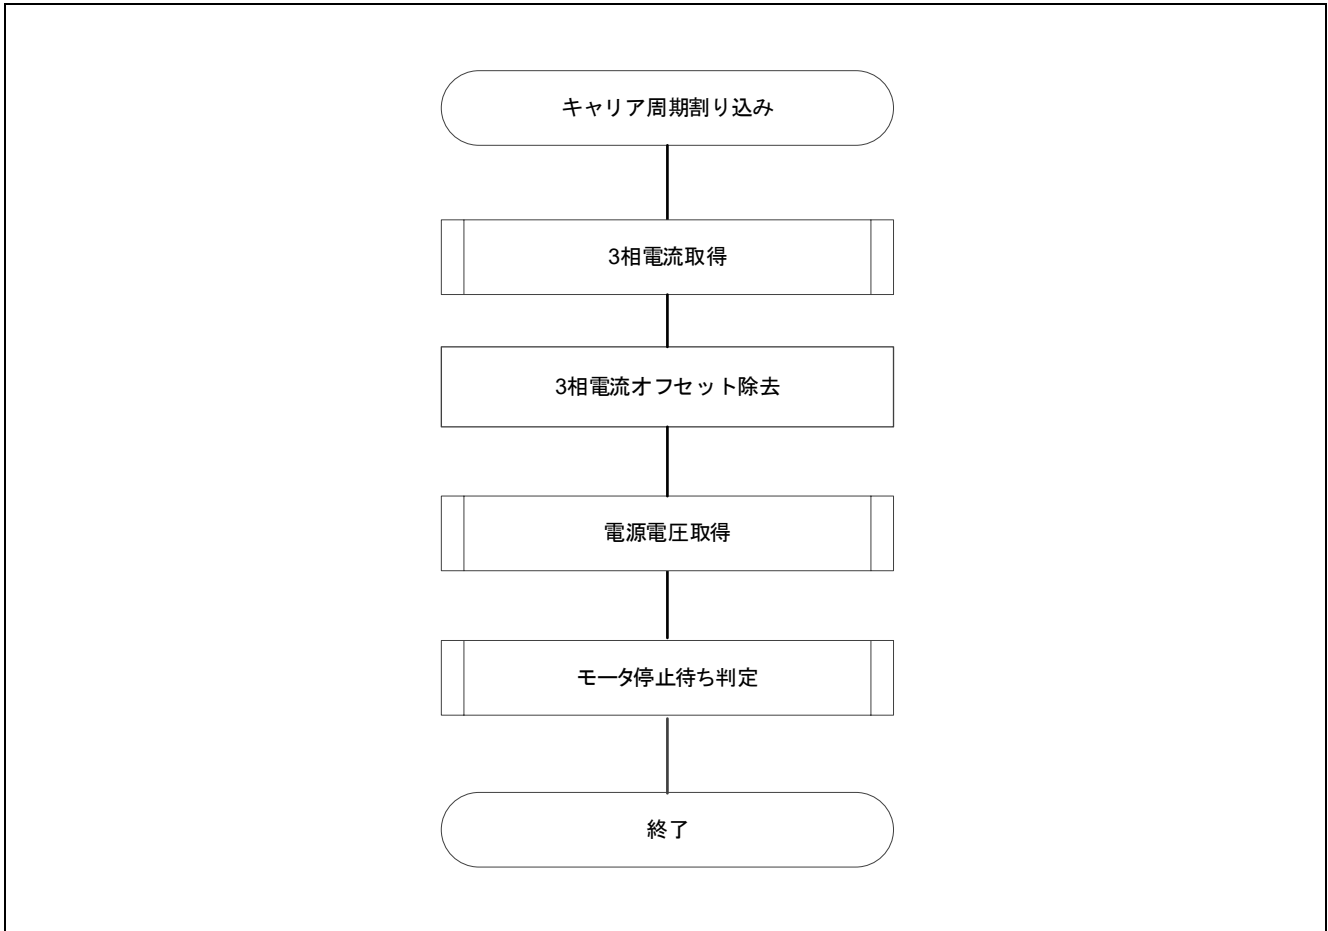 キャリア周期割り込み
3相電流取得
3相電流オフセット除去
電源電圧取得
モータ停止待ち判定
終了